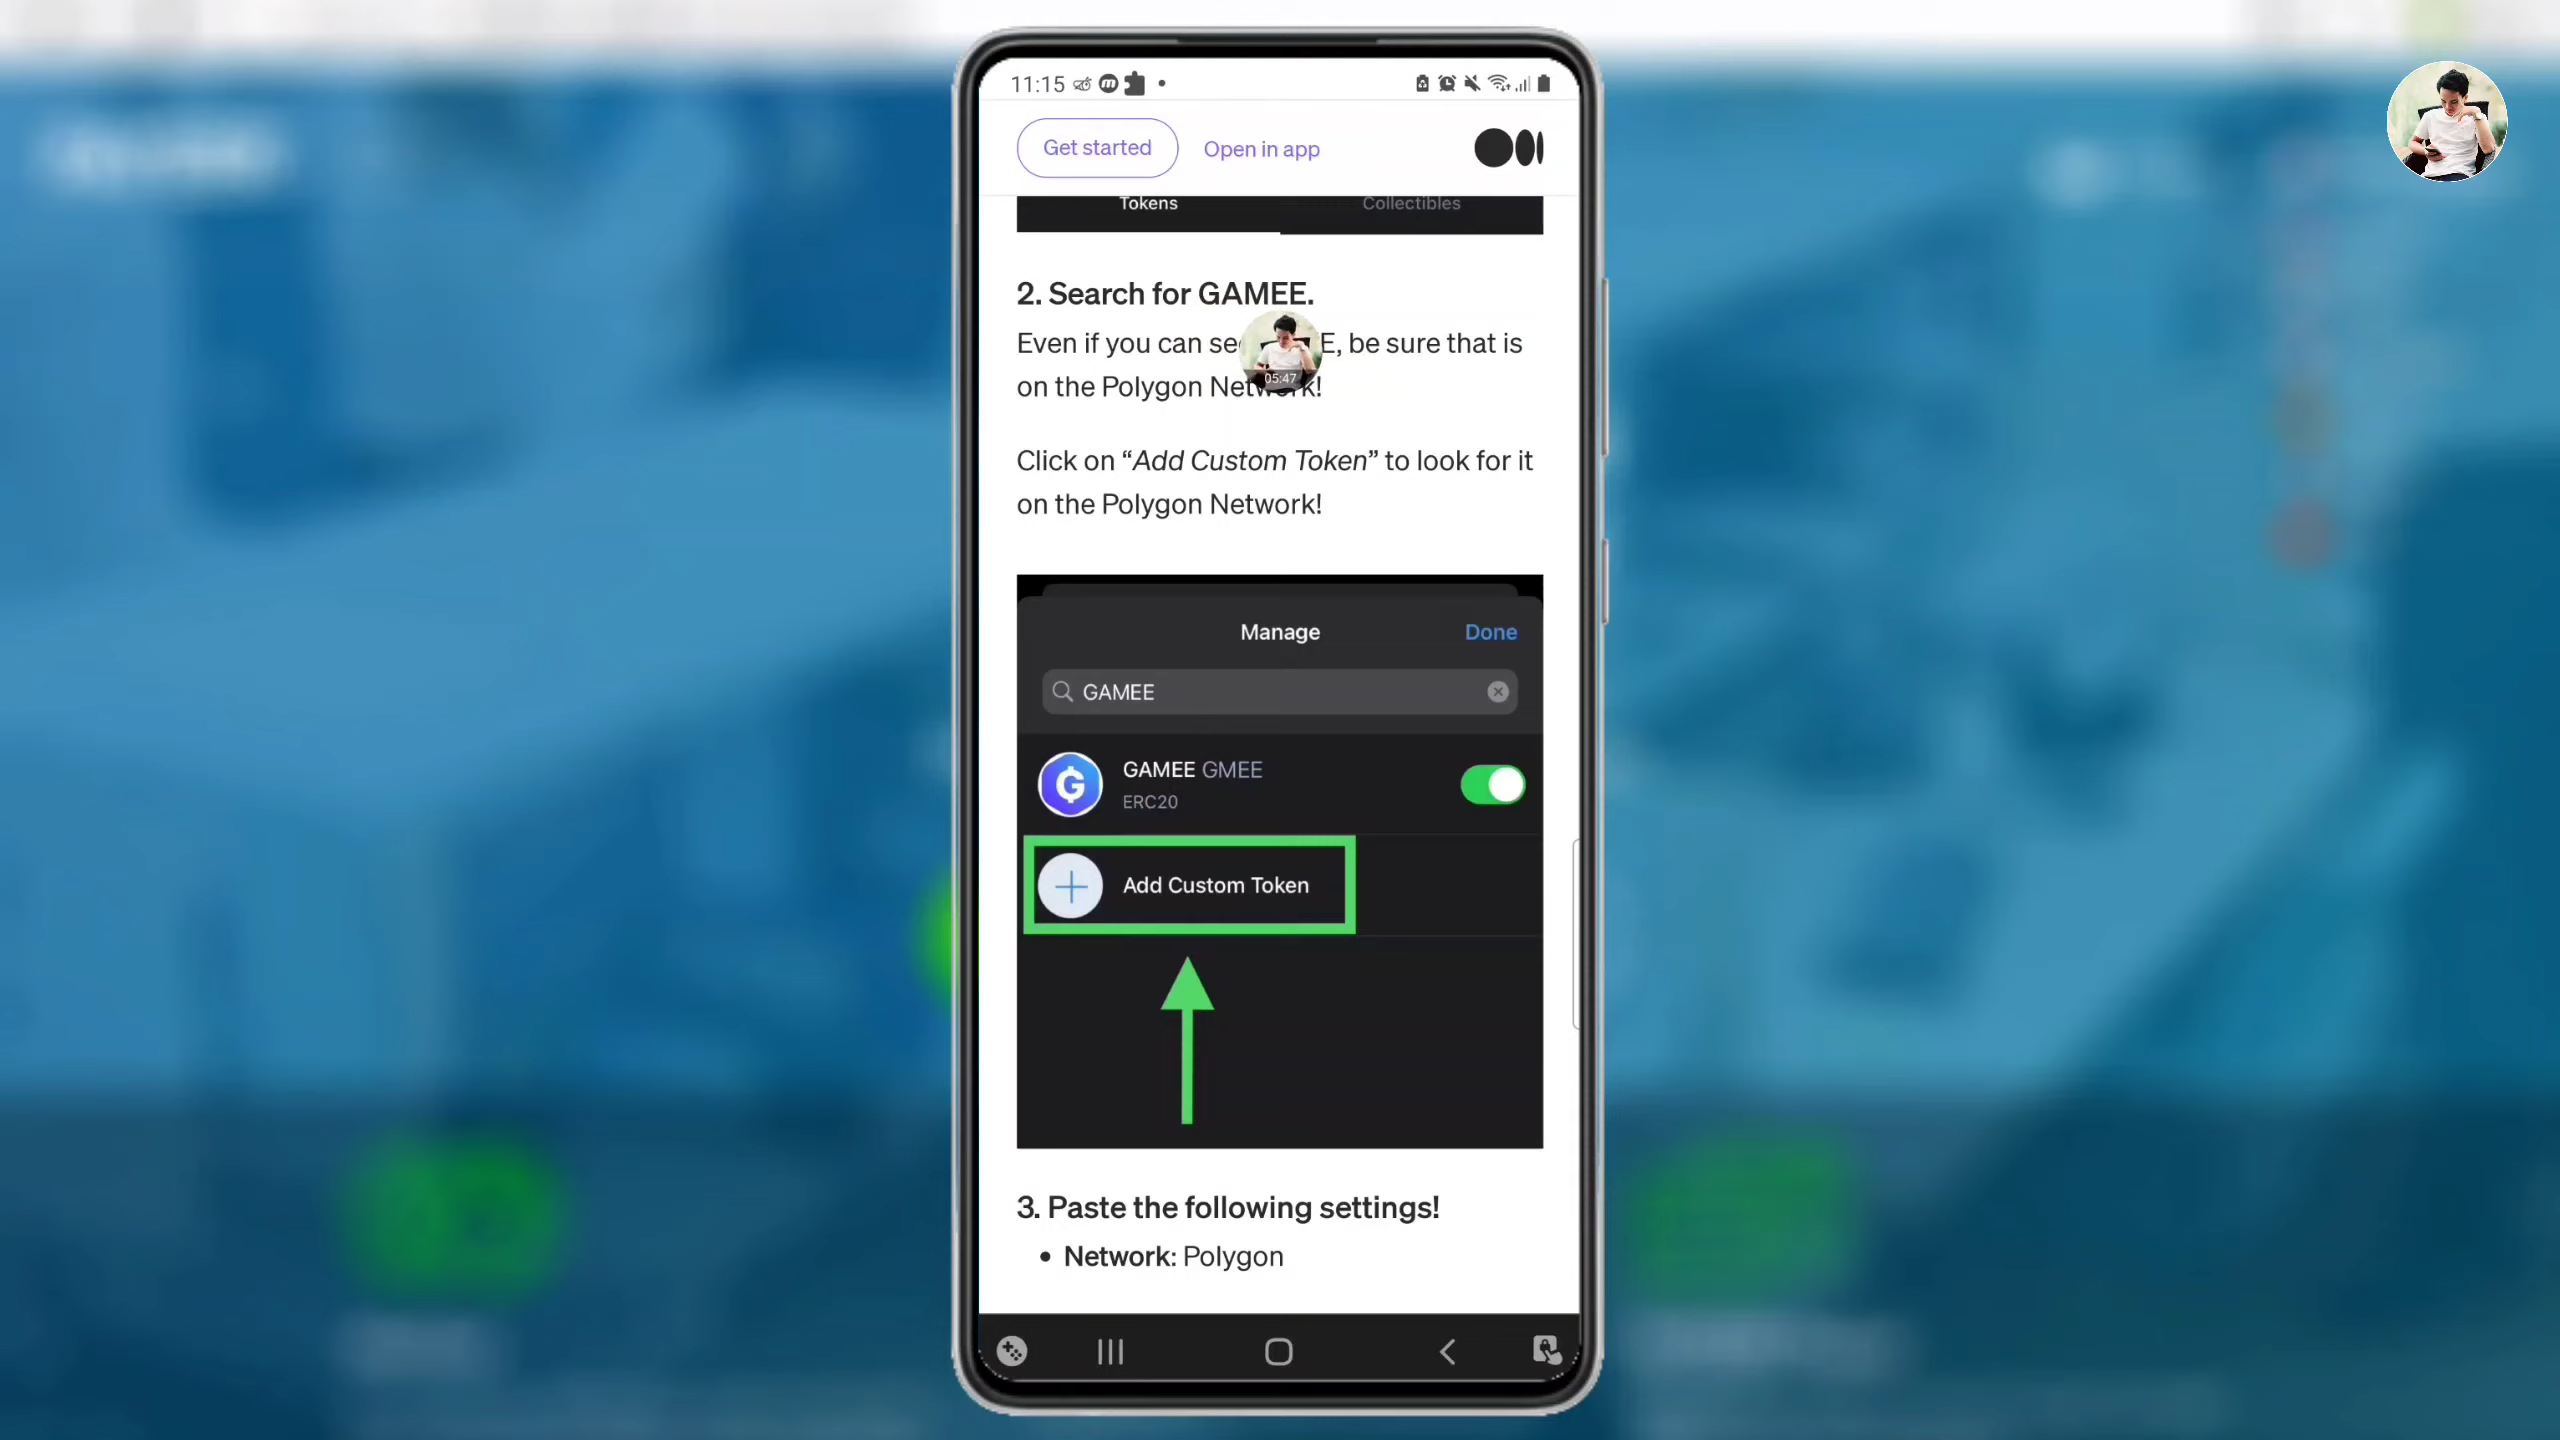 11:15
Get started Open in app
Tokens Collectibles
2. Search for GAMEE.
Even if you can E, be sure that is
on the Polygon Network!
05:47
Click on “Add Custom Token” to look for it
on the Polygon Network!
Manage Done
GAMEE
GAMEE GMEE
ERC20
Add Custom Token
3. Paste the following settings!
• Network: Polygon